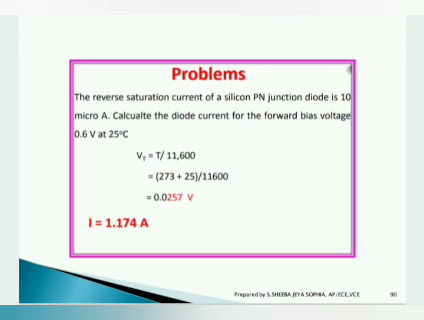 Problems
The reverse saturation current of a silicon PN junction diode is 10
micro A. Calcualte the diode current for the forward bias voltage
0.6 V at 25°C
V_T = T/ 11,600
= (273 + 25)/11600
= 0.0257 V
I = 1.174 A
Prepared by S.SHEEBA JEYA SOPHIA, AP/ECE,VCE
90